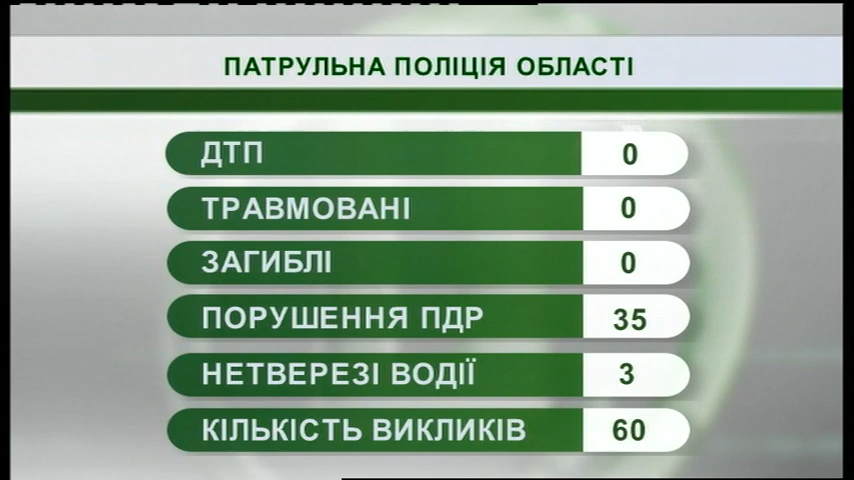 ПАТРУЛЬНА ПОЛІЦІЯ ОБЛАСТІ
ДТП 0
ТРАВМОВАНІ 0
ЗАГИБЛІ 0
ПОРУШЕННЯ ПДР 35
НЕТВЕРЕЗІ ВОДІЇ 3
КІЛЬКІСТЬ ВИКЛИКІВ 60